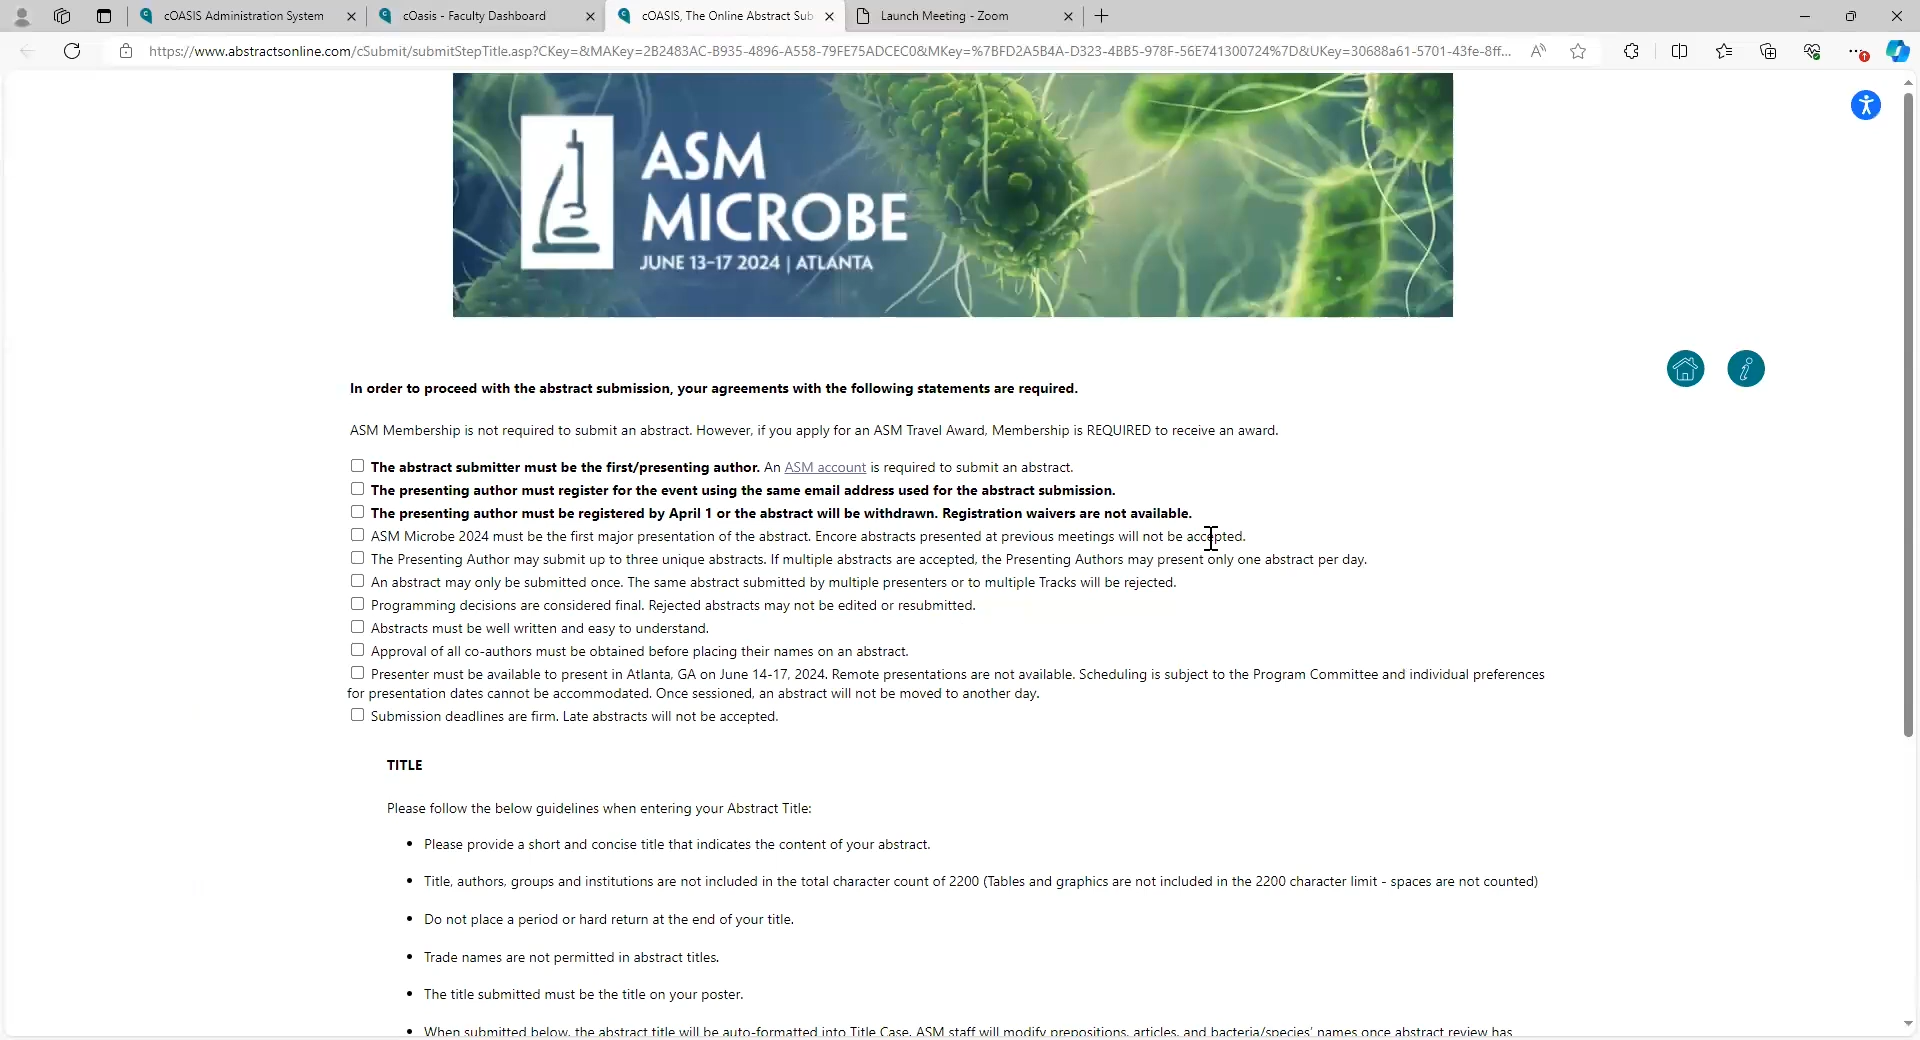 cOASIS Administration System
cOasis - Faculty Dashboard
cOASIS, The Online Abstract Sub
Launch Meeting - Zoom
https://www.abstractsonline.com/cSubmit/submitStepTitle.asp?CKey=&MAKey=2B2483AC-B935-4896-A558-79FE75ADCEC0&MKey=%7BFD2A5B4A-D323-4BB5-978F-56E741300724%7D&UKey=30688a61-5701-43fe-8ff...
ASM
MICROBE
JUNE 13-17 2024 | ATLANTA
In order to proceed with the abstract submission, your agreements with the following statements are required.
ASM Membership is not required to submit an abstract. However, if you apply for an ASM Travel Award, Membership is REQUIRED to receive an award.
The abstract submitter must be the first/presenting author. An ASM account is required to submit an abstract.
The presenting author must register for the event using the same email address used for the abstract submission.
The presenting author must be registered by April 1 or the abstract will be withdrawn. Registration waivers are not available.
ASM Microbe 2024 must be the first major presentation of the abstract. Encore abstracts presented at previous meetings will not be accepted.
The Presenting Author may submit up to three unique abstracts. If multiple abstracts are accepted, the Presenting Authors may present only one abstract per day.
An abstract may only be submitted once. The same abstract submitted by multiple presenters or to multiple Tracks will be rejected.
Programming decisions are considered final. Rejected abstracts may not be edited or resubmitted.
Abstracts must be well written and easy to understand.
Approval of all co-authors must be obtained before placing their names on an abstract.
Presenter must be available to present in Atlanta, GA on June 14-17, 2024. Remote presentations are not available. Scheduling is subject to the Program Committee and individual preferences
for presentation dates cannot be accommodated. Once sessioned, an abstract will not be moved to another day.
Submission deadlines are firm. Late abstracts will not be accepted.
TITLE
Please follow the below guidelines when entering your Abstract Title:
• Please provide a short and concise title that indicates the content of your abstract.
• Title, authors, groups and institutions are not included in the total character count of 2200 (Tables and graphics are not included in the 2200 character limit - spaces are not counted)
• Do not place a period or hard return at the end of your title.
• Trade names are not permitted in abstract titles.
• The title submitted must be the title on your poster.
• When submitted below, the abstract title will be auto-formatted into Title Case. ASM staff will modify prepositions, articles, and bacteria/species' names once abstract review has